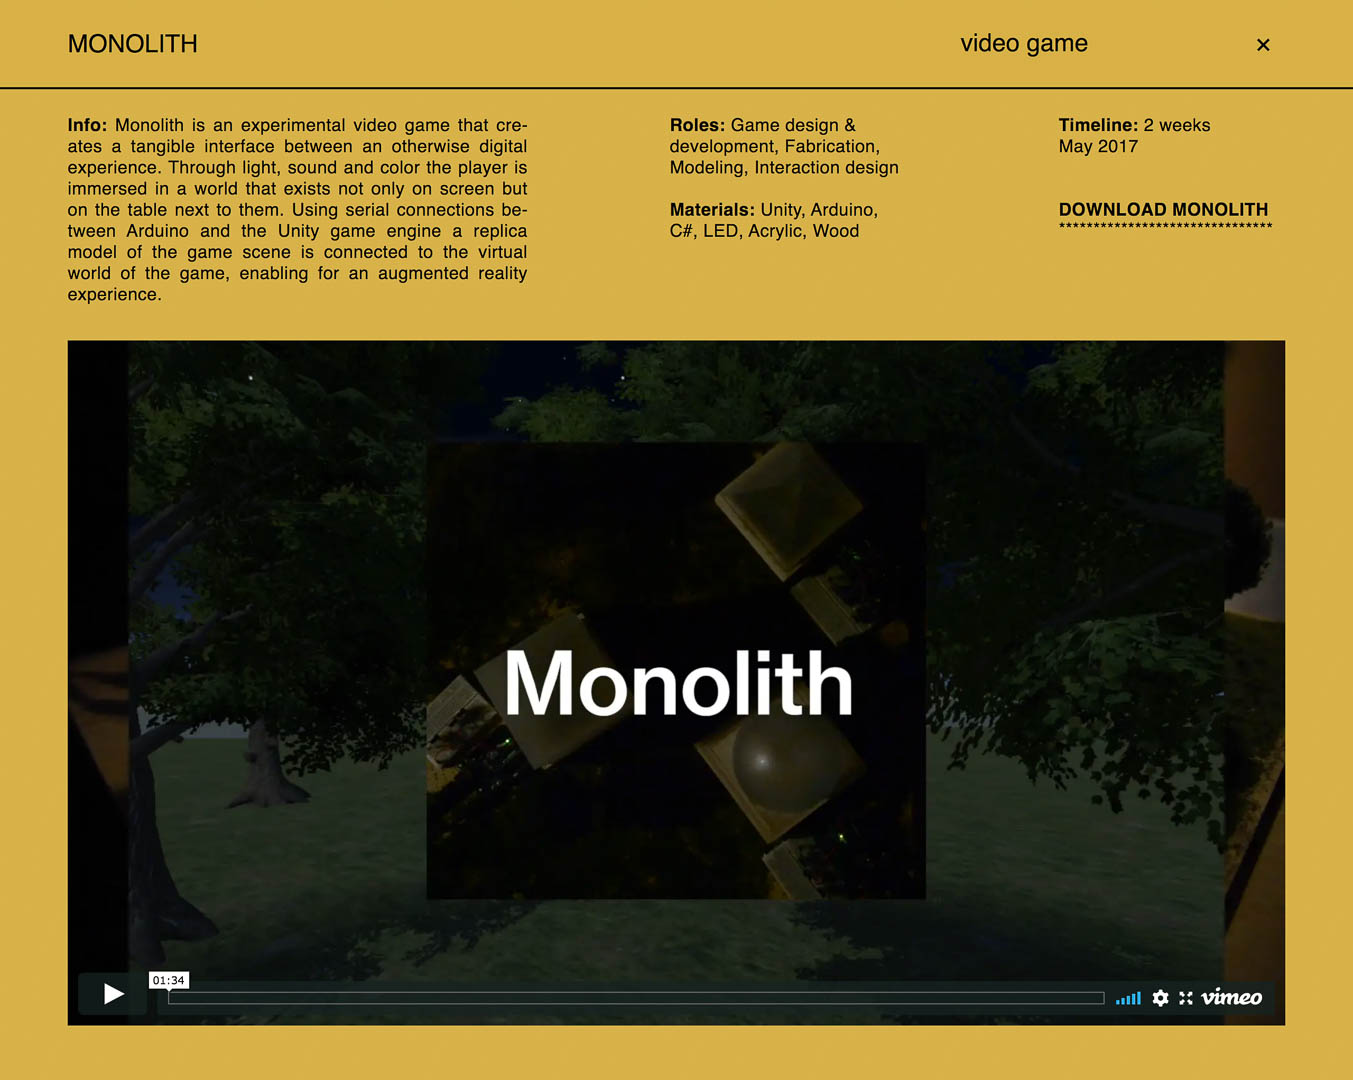 MONOLITH
video game
×
Info: Monolith is an experimental video game that cre-
ates a tangible interface between an otherwise digital
experience. Through light, sound and color the player is
immersed in a world that exists not only on screen but
on the table next to them. Using serial connections be-
tween Arduino and the Unity game engine a replica
model of the game scene is connected to the virtual
world of the game, enabling for an augmented reality
experience.
Roles: Game design &
development, Fabrication,
Modeling, Interaction design
Materials: Unity, Arduino,
C#, LED, Acrylic, Wood
Timeline: 2 weeks
May 2017
DOWNLOAD MONOLITH
*******************************
Monolith
01:34
vimeo